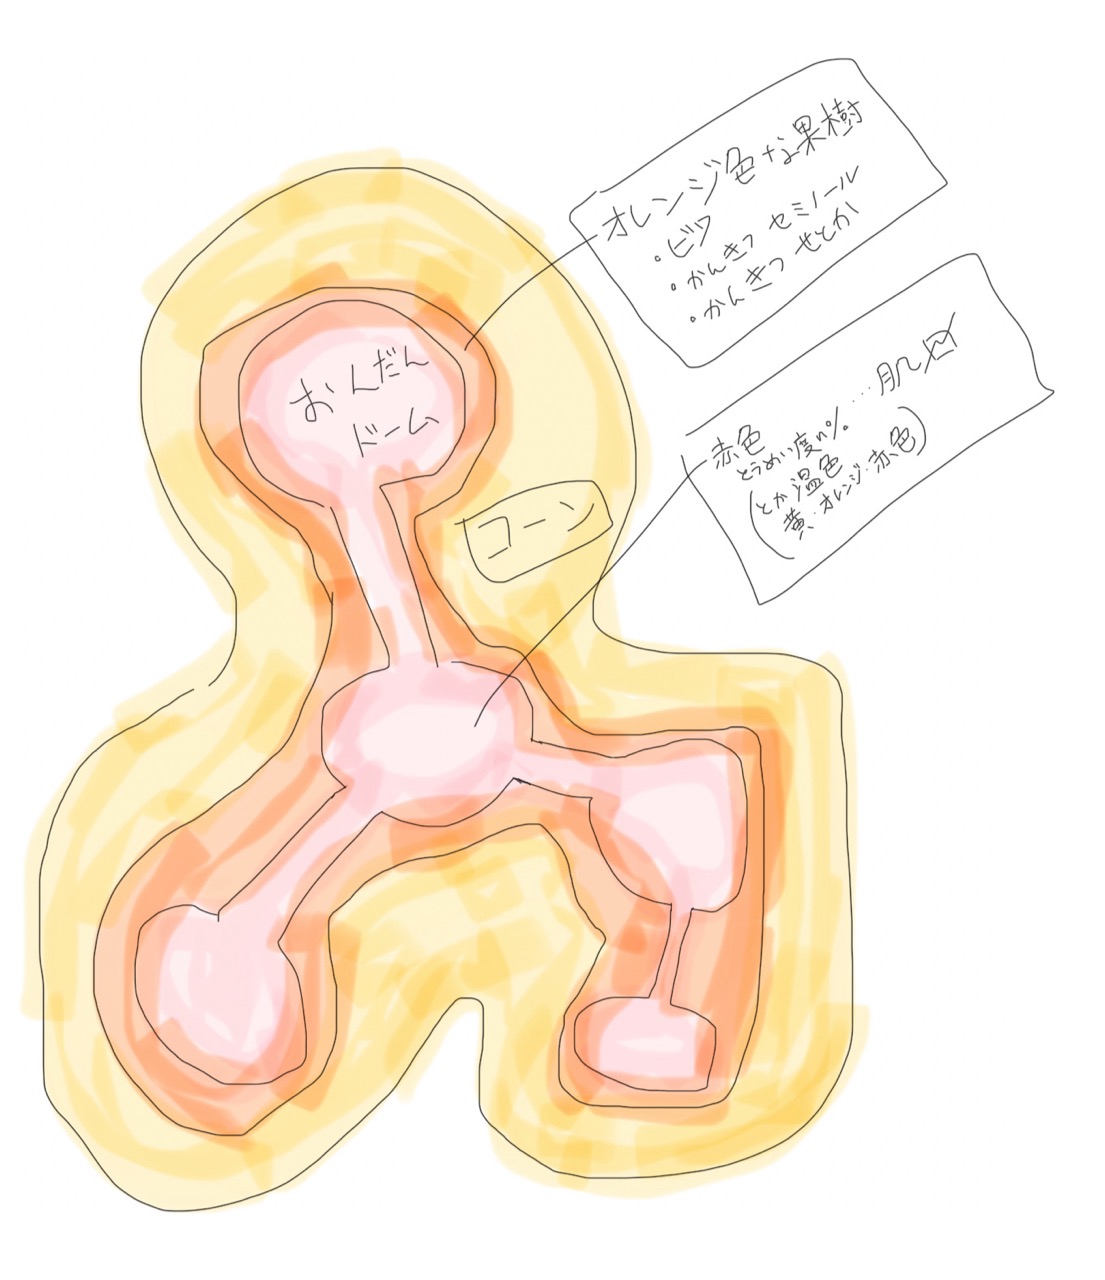 オレンジ色な果樹
・ビワ
・かんきつ セミノール
・かんきつ せとか
おんだん
ドーム
赤色
とうめい度n%…肌
(とか温色
黄・オレンジ・赤色)
コーン